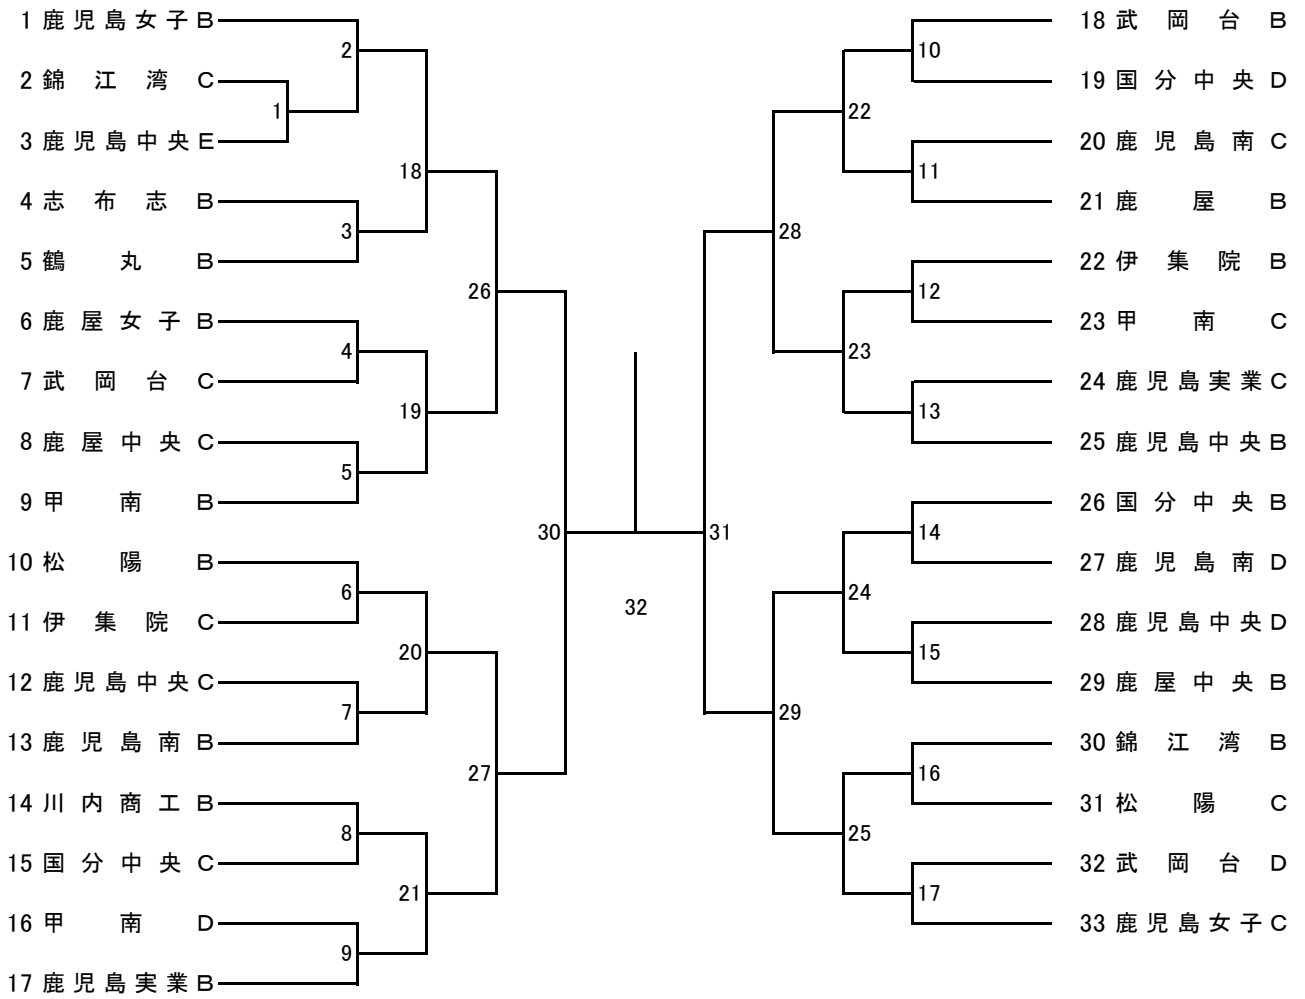 1 鹿児島女子 B
2 錦江湾 C
3 鹿児島中央 E
4 志布志 B
5 鶴丸 B
6 鹿屋女子 B
7 武岡台 C
8 鹿屋中央 C
9 甲南 B
10 松陽 B
11 伊集院 C
12 鹿児島中央 C
13 鹿児島南 B
14 川内商工 B
15 国分中央 C
16 甲南 D
17 鹿児島実業 B
1
2
3
4
5
6
7
8
9
18
19
20
21
26
27
30
32
31
28
29
22
23
24
25
10
11
12
13
14
15
16
17
18 武岡台 B
19 国分中央 D
20 鹿児島南 C
21 鹿屋 B
22 伊集院 B
23 甲南 C
24 鹿児島実業 C
25 鹿児島中央 B
26 国分中央 B
27 鹿児島南 D
28 鹿児島中央 D
29 鹿屋中央 B
30 錦江湾 B
31 松陽 C
32 武岡台 D
33 鹿児島女子 C